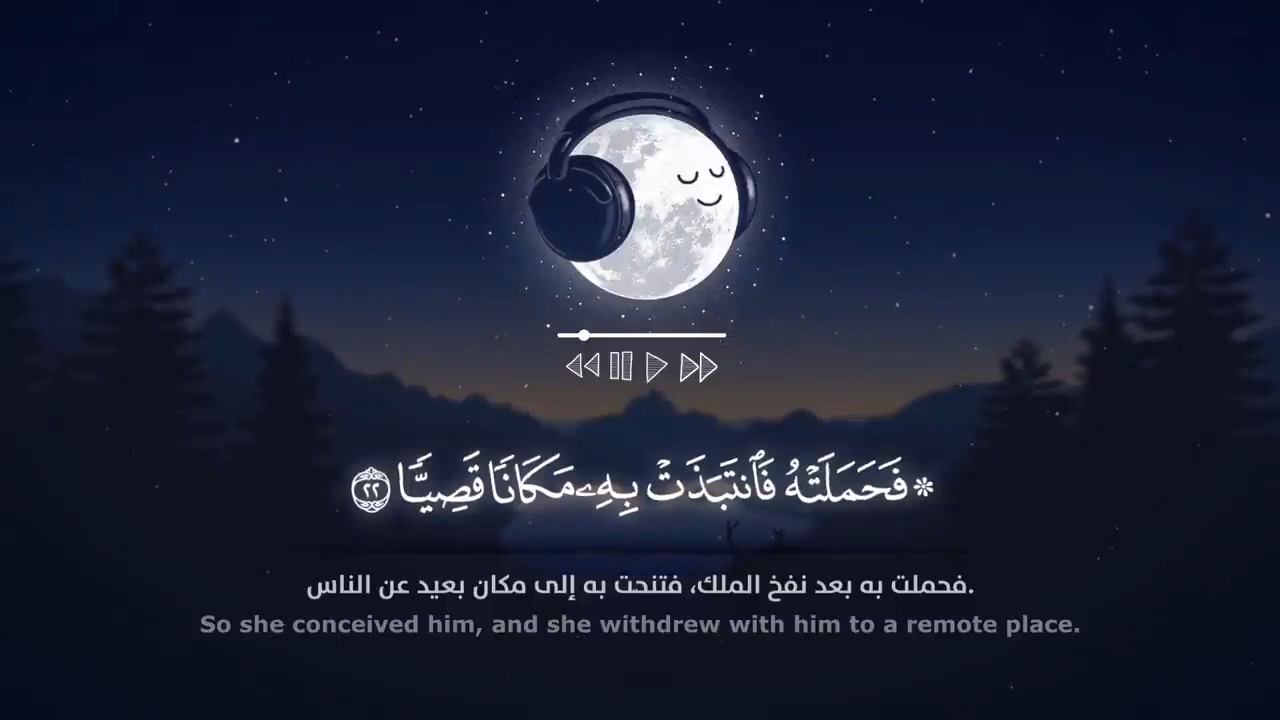 ۞ فَحَمَلَتْهُ فَٱنتَبَذَتْ بِهِۦ مَكَانًا قَصِيًّا ٢٢
فحملت به بعد نفخ الملك، فتنحت به إلى مكان بعيد عن الناس.
So she conceived him, and she withdrew with him to a remote place.